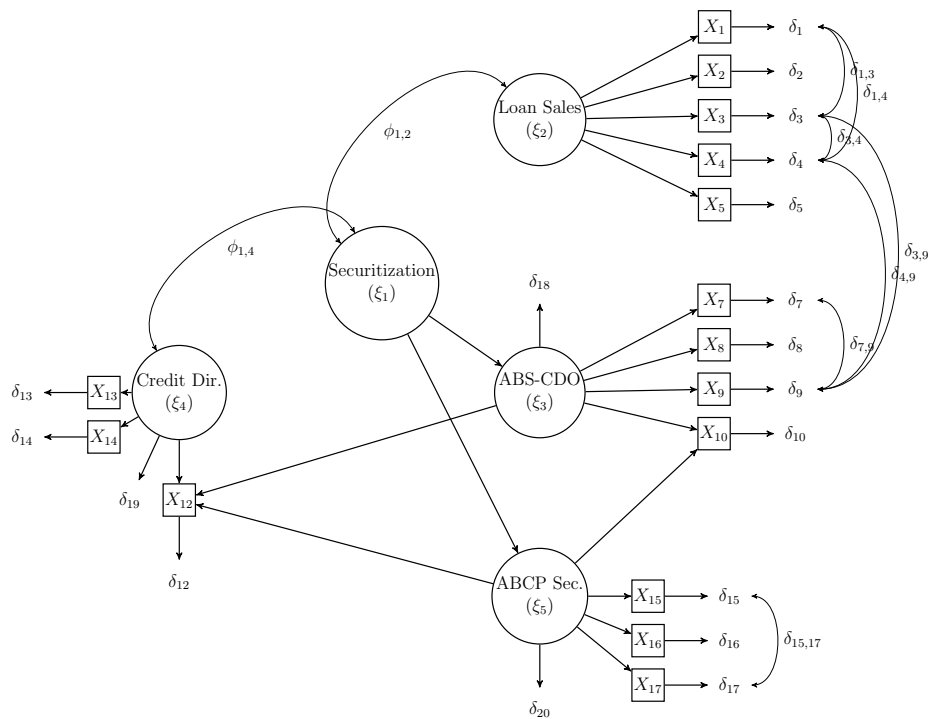 X₁ δ₁
δ₁,₃
X₂ δ₂
δ₁,₄
Loan Sales
(ξ₂)
X₃ δ₃
ϕ₁,₂
δ₃,₄
X₄ δ₄
X₅ δ₅
ϕ₁,₄
δ₃,₉
Securitization
(ξ₁)
δ₄,₉
δ₁₈
X₇ δ₇
X₈ δ₈
δ₇,₉
Credit Dir.
(ξ₄)
ABS-CDO
(ξ₃)
X₉ δ₉
δ₁₃ X₁₃
δ₁₄ X₁₄
X₁₀ δ₁₀
δ₁₉
X₁₂
δ₁₂
ABCP Sec.
(ξ₅)
X₁₅ δ₁₅
X₁₆ δ₁₆
δ₁₅,₁₇
X₁₇ δ₁₇
δ₂₀